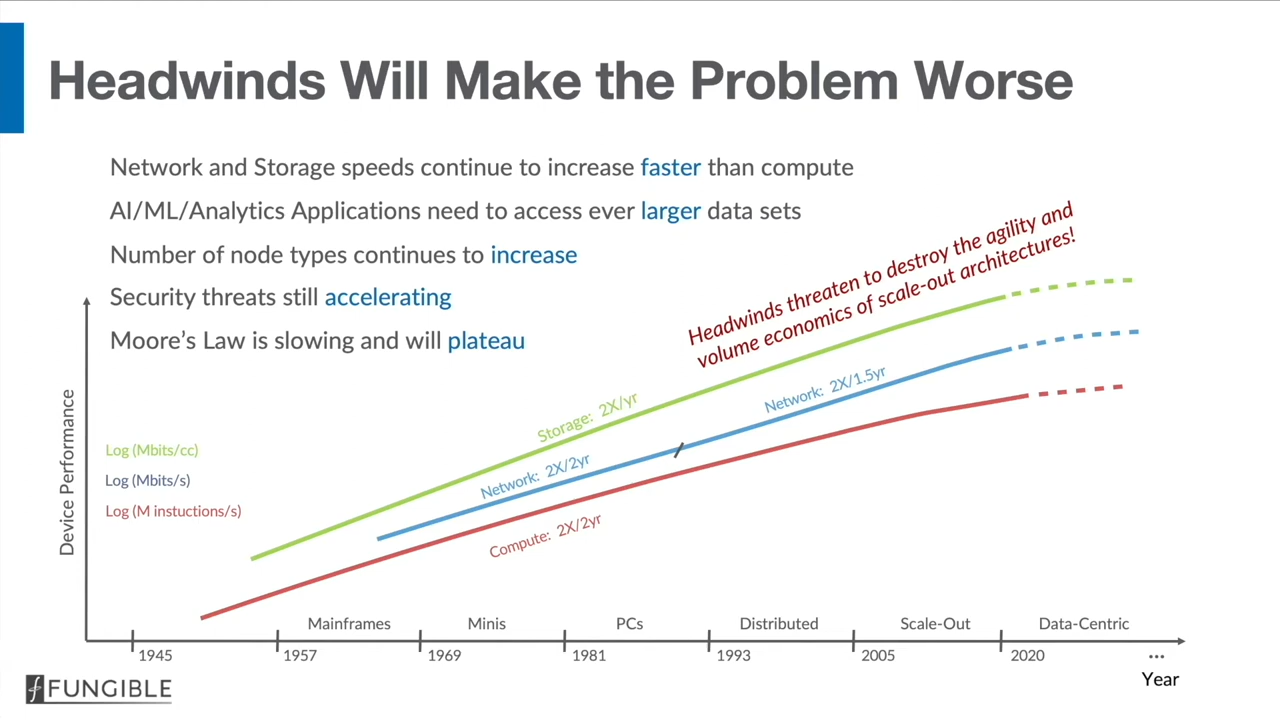 Headwinds Will Make the Problem Worse
Network and Storage speeds continue to increase faster than compute
AI/ML/Analytics Applications need to access ever larger data sets
Number of node types continues to increase
Security threats still accelerating
Moore's Law is slowing and will plateau
Headwinds threaten to destroy the agility and
volume economics of scale-out architectures!
Storage: 2X/yr
Network: 2X/1.5yr
Network: 2X/2yr
Compute: 2X/2yr
Device Performance
Log (Mbits/cc)
Log (Mbits/s)
Log (M instuctions/s)
Mainframes
Minis
PCs
Distributed
Scale-Out
Data-Centric
1945
1957
1969
1981
1993
2005
2020
...
Year
FUNGIBLE